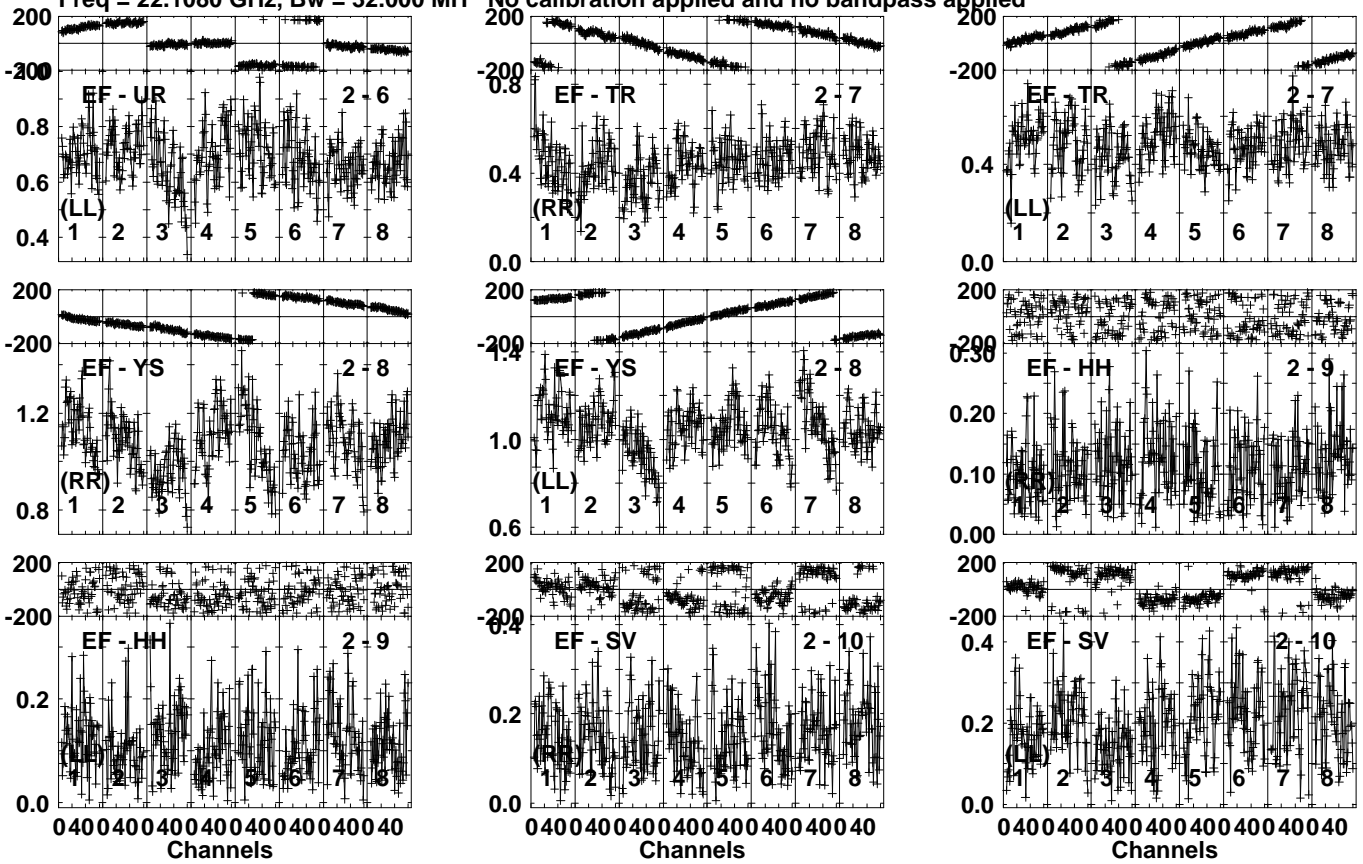 Freq = 22.1080 GHz, Bw = 32.000 MH No calibration applied and no bandpass applied
200 200 200
-200 -200 -200
EF - UR 2 - 6 0.8 EF - TR 2 - 7 EF - TR 2 - 7
0.8
0.6 0.4 0.4
(LL) (RR) (LL)
1 2 3 4 5 6 7 8 1 2 3 4 5 6 7 8 1 2 3 4 5 6 7 8
0.4
0.0 0.0
200 200 200
-200 -200 -200
1.4 0.30
EF - YS 2 - 8 EF - YS 2 - 8 EF - HH 2 - 9
1.2 1.0 0.20
0.10
(RR) (LL) (RR)
1 2 3 4 5 6 7 8 1 2 3 4 5 6 7 8 1 2 3 4 5 6 7 8
0.8 0.6 0.00
200 200 200
-200 -200 -200
0.4
EF - HH 2 - 9 EF - SV 2 - 10 EF - SV 2 - 10
0.4
0.2 0.2 0.2
(LL) (RR) (LL)
1 2 3 4 5 6 7 8 1 2 3 4 5 6 7 8 1 2 3 4 5 6 7 8
0.0 0.0 0.0
0 40 0 40 0 40 0 40 0 40 0 40 0 40 0 40 0 40 0 40 0 40 0 40 0 40 0 40 0 40 0 40 0 40 0 40 0 40 0 40 0 40 0 40 0 40 0 40
Channels Channels Channels